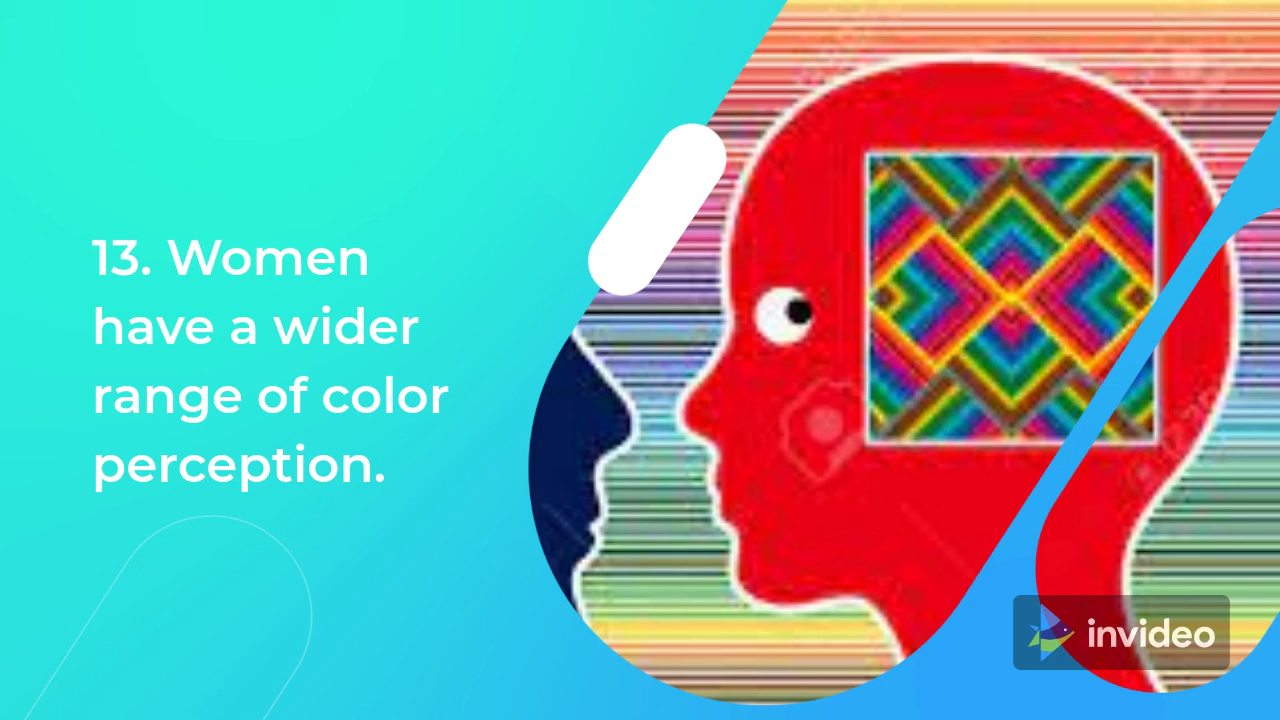 13. Women
have a wider
range of color
perception.
invideo